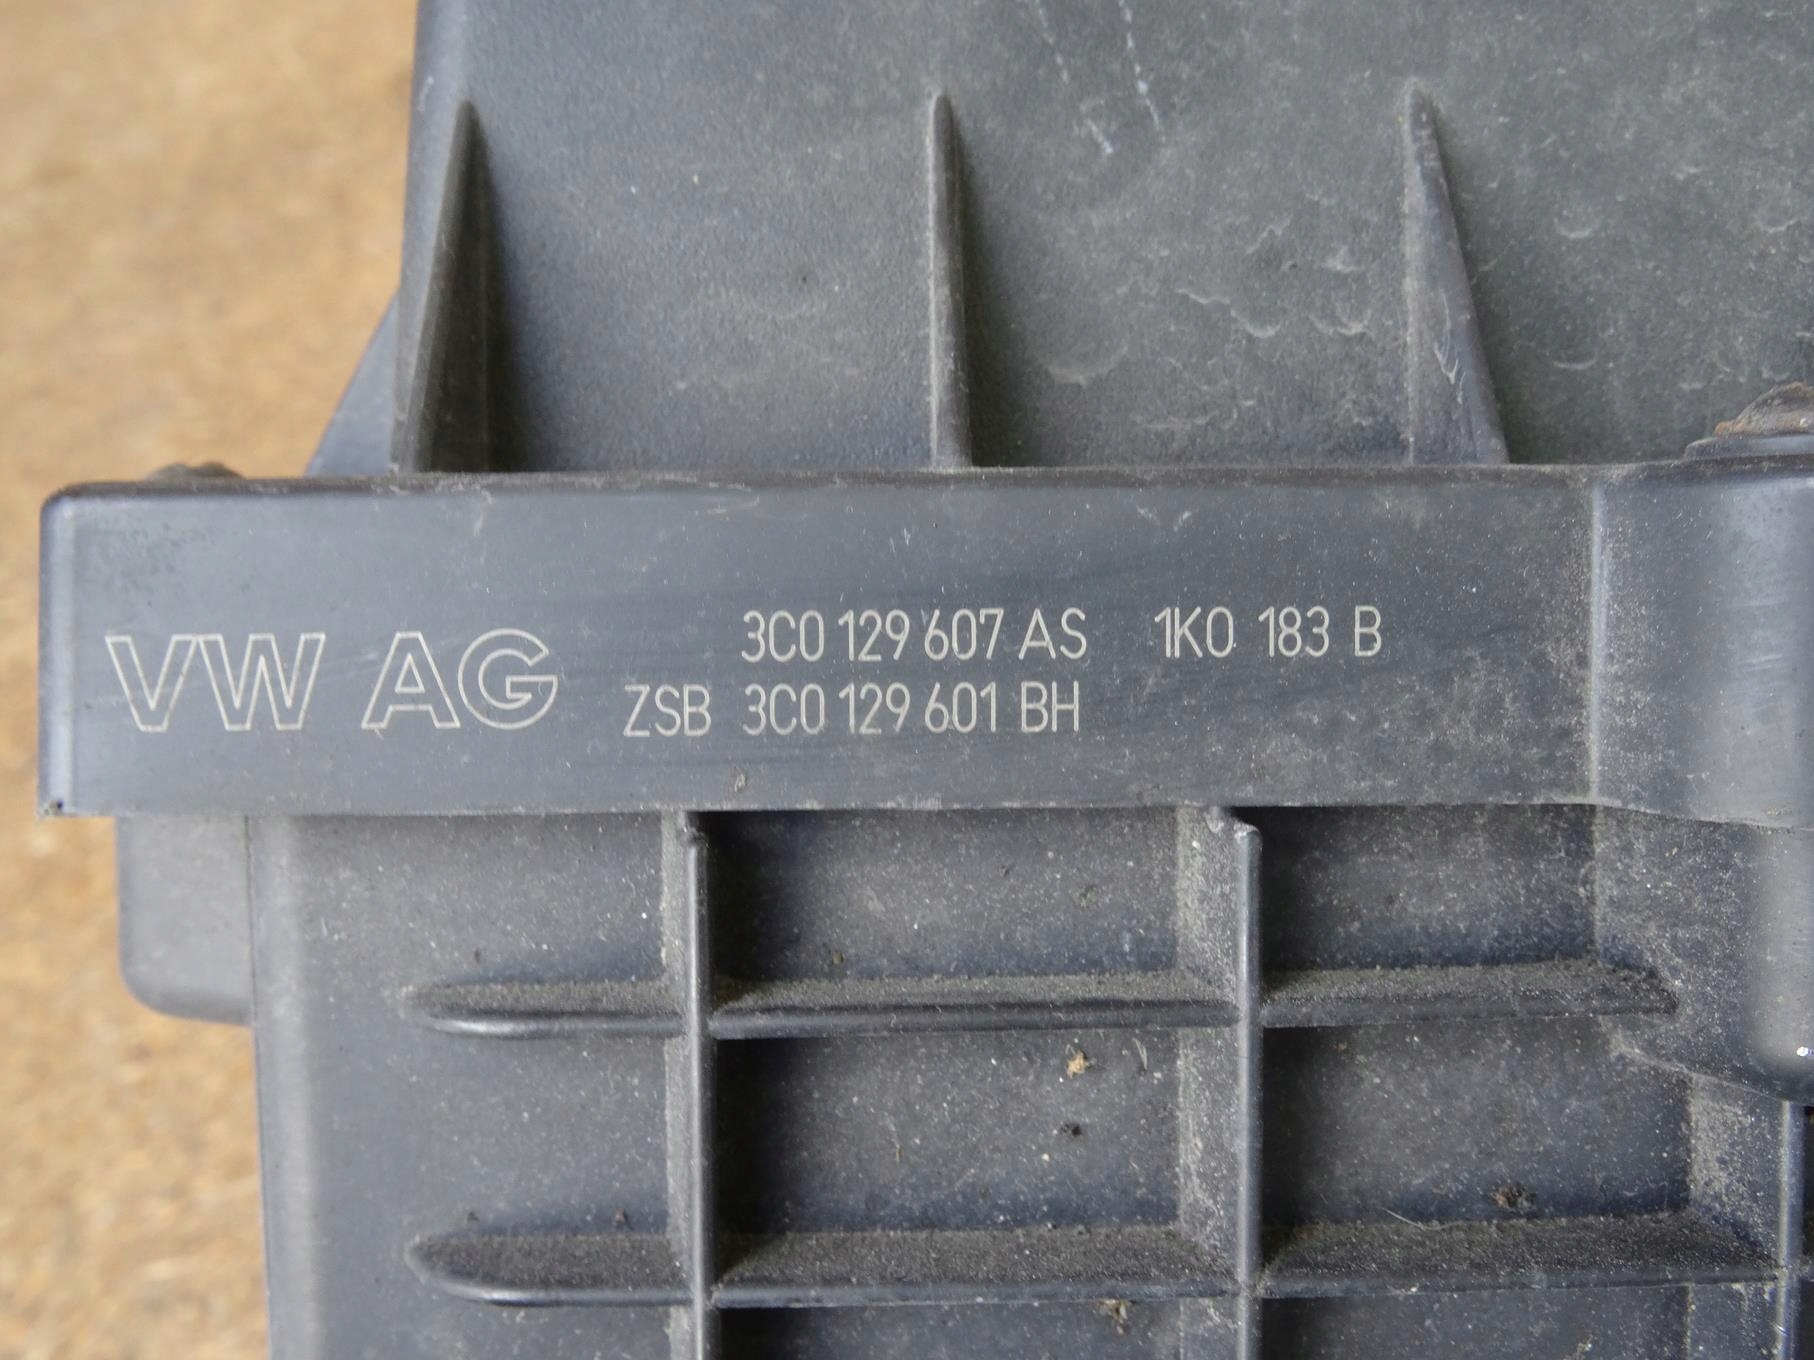 VW AG
3C0 129 607 AS 1K0 183 B
ZSB 3C0 129 601 BH